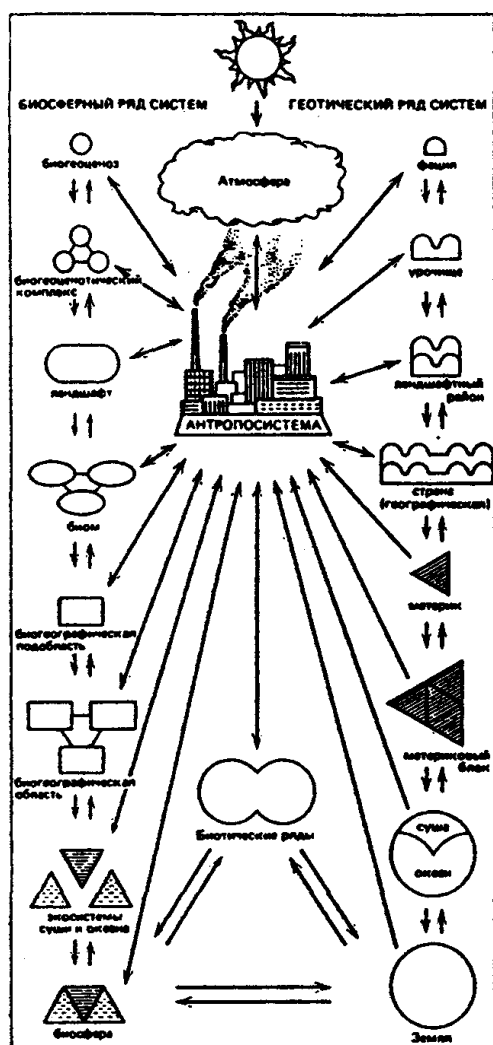 БИОСФЕРНЫЙ РЯД СИСТЕМ
ГЕОТИЧЕСКИЙ РЯД СИСТЕМ
биогеоценоз
Атмосфера
фация
биогеоценотический
комплекс
урочище
ландшафт
ландшафтный
район
АНТРОПОСИСТЕМА
биом
страна
(географическая)
биогеографическая
подобласть
материк
биогеографическая
область
материковый
блок
Биотические ряды
суша
океан
экосистемы
суши и океана
биосфера
Земля